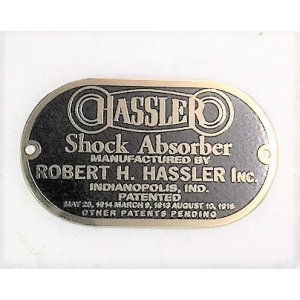 HASSLER
Shock Absorber
MANUFACTURED BY
ROBERT H. HASSLER INC.
INDIANAPOLIS, IND.
PATENTED
MAY 26, 1914 MARCH 9, 1913 AUGUST 10, 1915
OTHER PATENTS PENDING